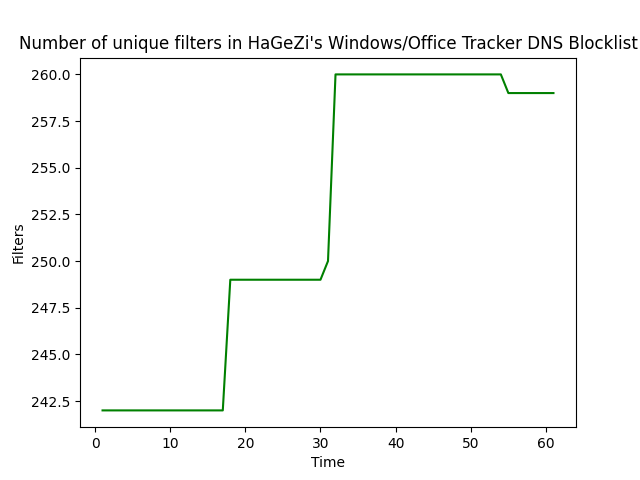 Number of unique filters in HaGeZi's Windows/Office Tracker DNS Blocklist
260.0
257.5
255.0
252.5
250.0
247.5
245.0
242.5
Filters
0 10 20 30 40 50 60
Time